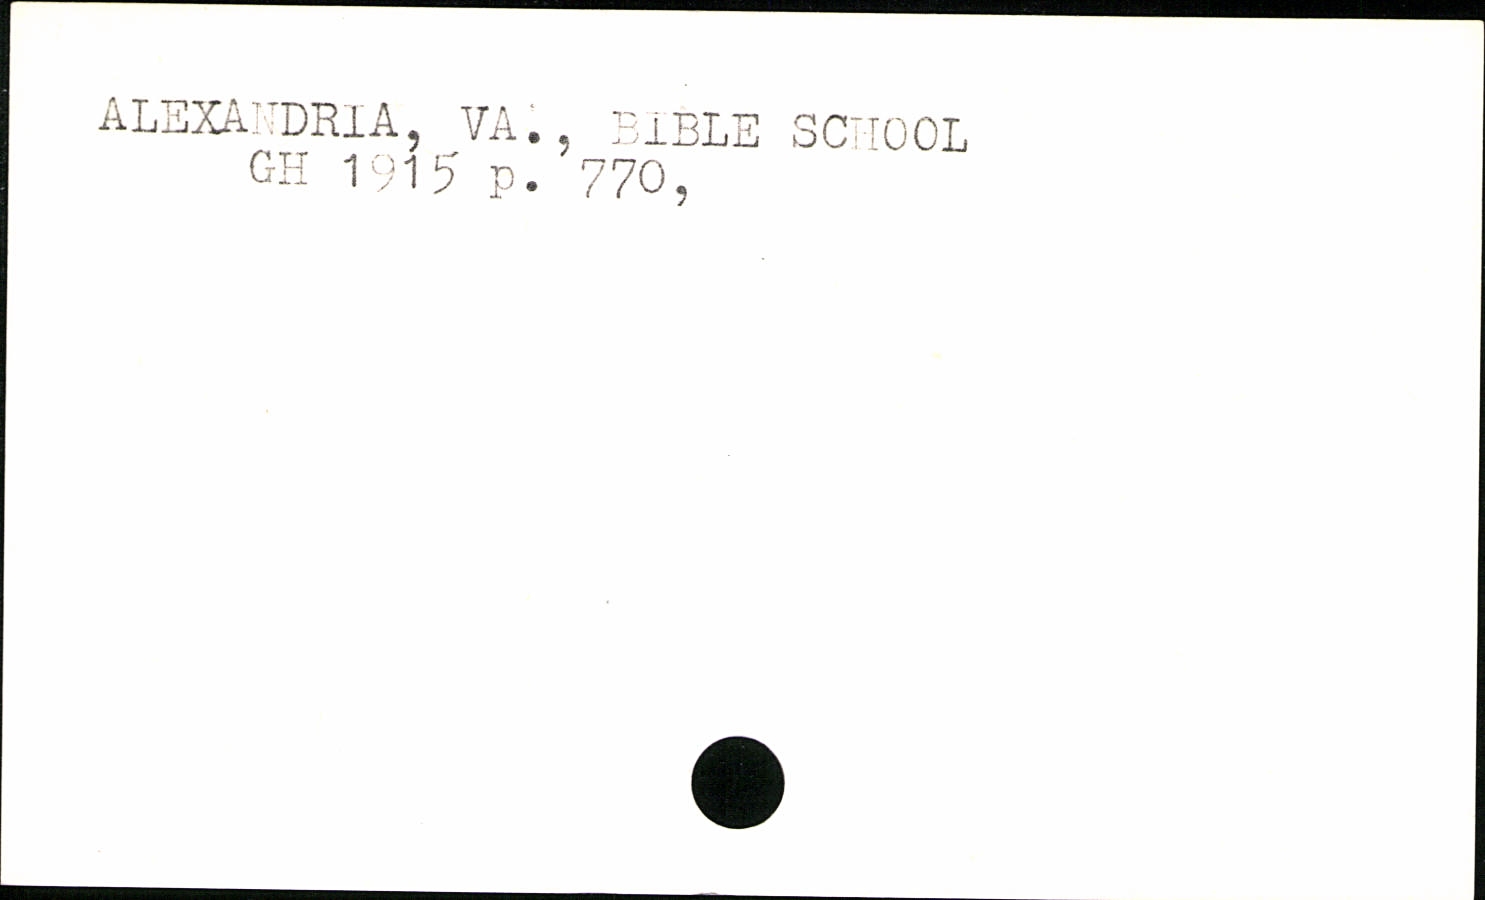 ALEXANDRIA, VA., BIBLE SCHOOL
GH 1915 p. 770,